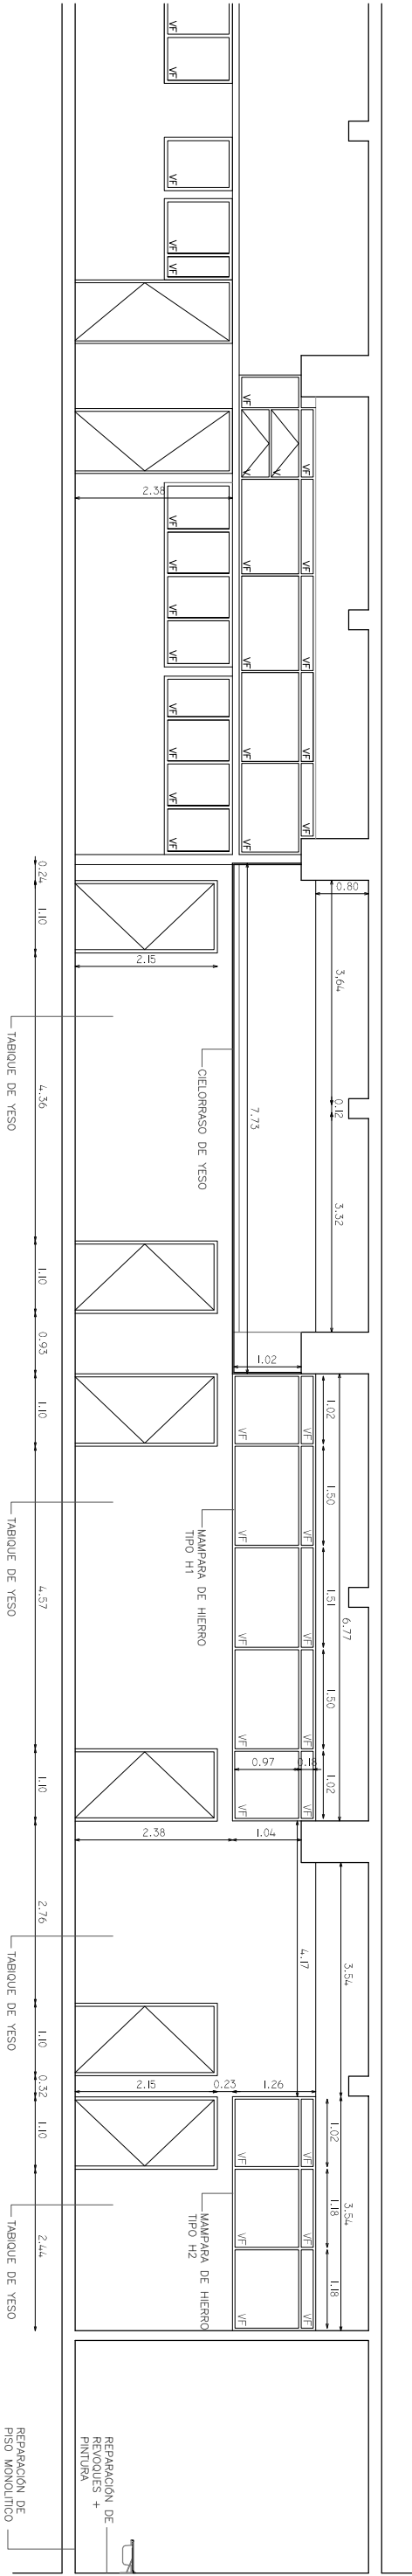 0.80
3,64
0.12
3.32
6.77
3.54
3.54
1.02
1.50
1.51
1.50
1.02
1.02
1.18
1.18
VF
VF
VF
VF
VF
VF
VF
VF
VF
0.18
VF
VF
VF
VF
4.17
VF
VF
VF
VF
VF
VF
7.73
1.02
VF
VF
VF
VF
0.97
VF
1.04
1.26
VF
VF
VF
0.23
CIELORRASO DE YESO
MAMPARA DE HIERRO
TIPO H1
MAMPARA DE HIERRO
TIPO H2
VF
VF
VF
VF
VF
VF
VF
VF
VF
VF
VF
VF
VF
2.38
2.15
2.38
2.15
REPARACIÓN DE
REVOQUES +
PINTURA
0.24
1.10
4.36
1.10
0.93
1.10
4.57
1.10
2.76
1.10
0.32
1.10
2.44
TABIQUE DE YESO
TABIQUE DE YESO
TABIQUE DE YESO
TABIQUE DE YESO
REPARACIÓN DE
PISO MONOLITICO